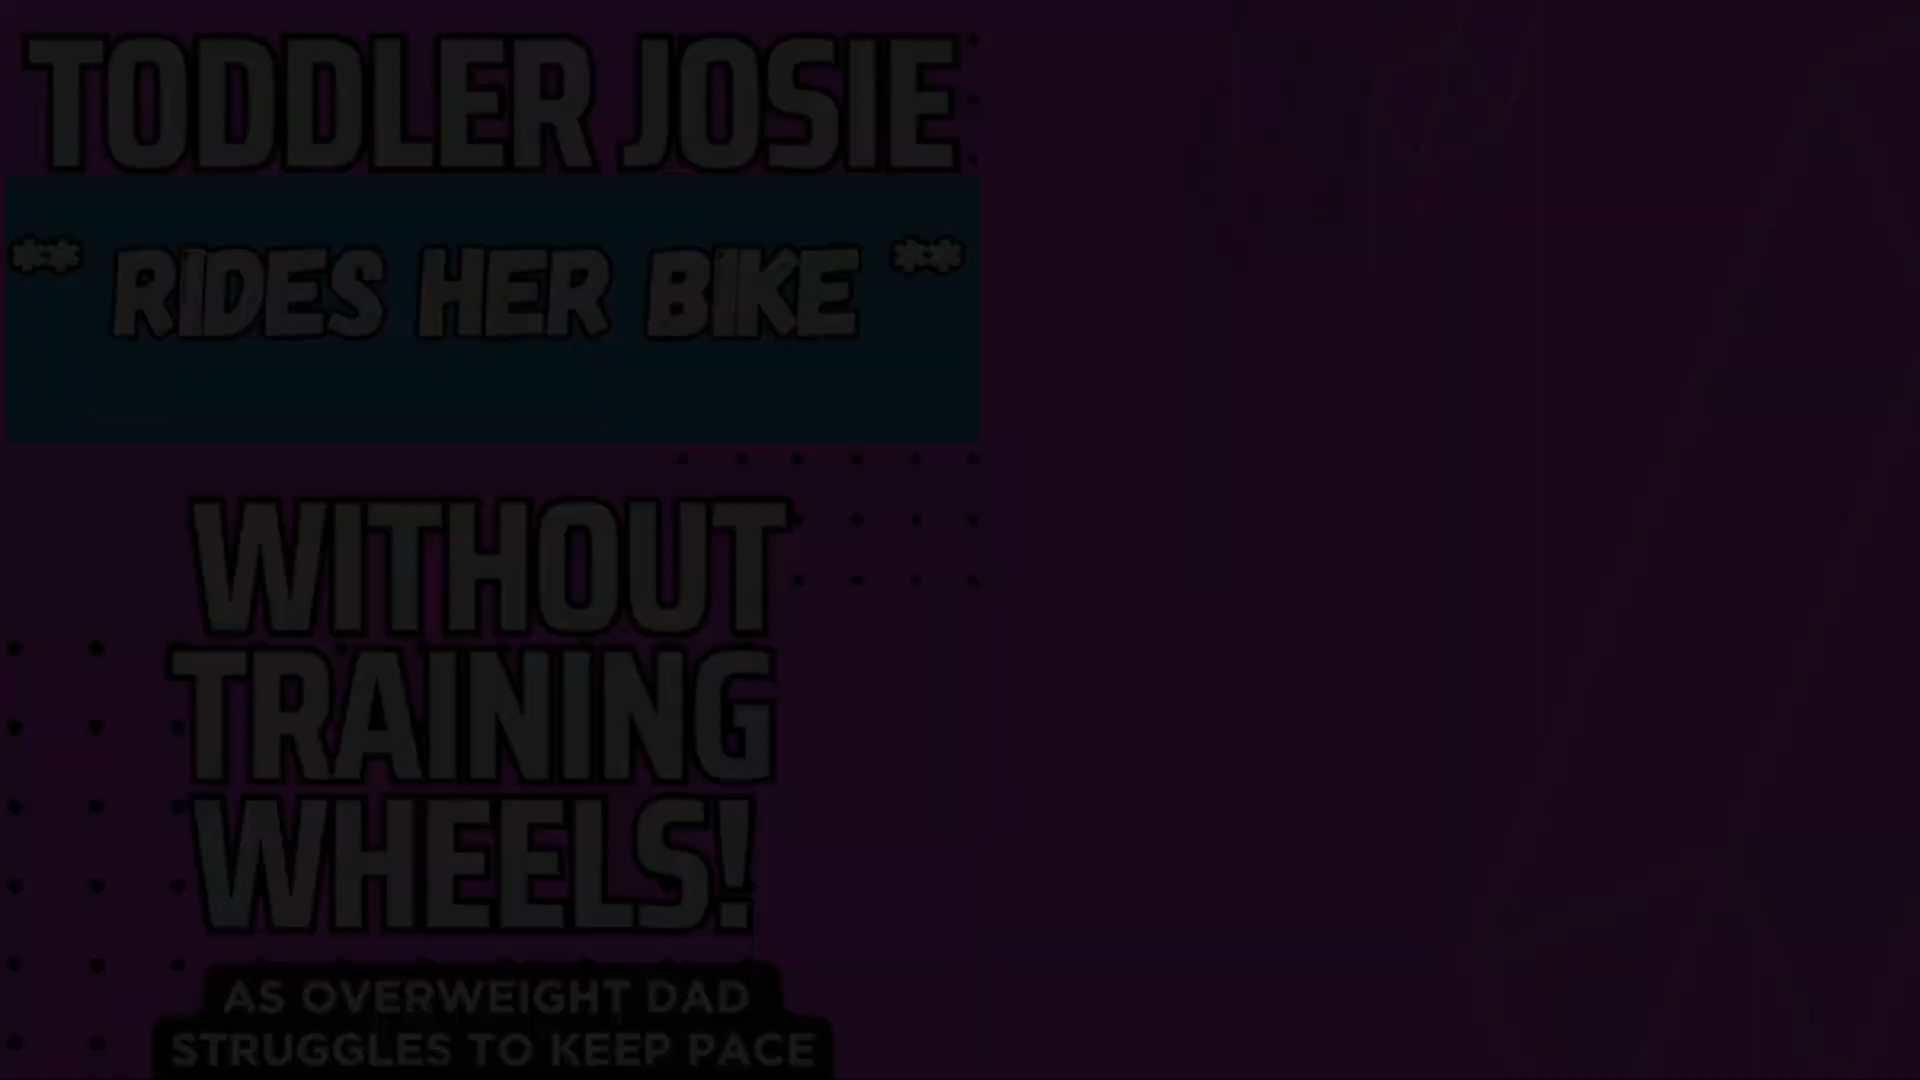 TODDLER JOSIE
** RIDES HER BIKE **
WITHOUT
TRAINING
WHEELS!
AS OVERWEIGHT DAD
STRUGGLES TO KEEP PACE